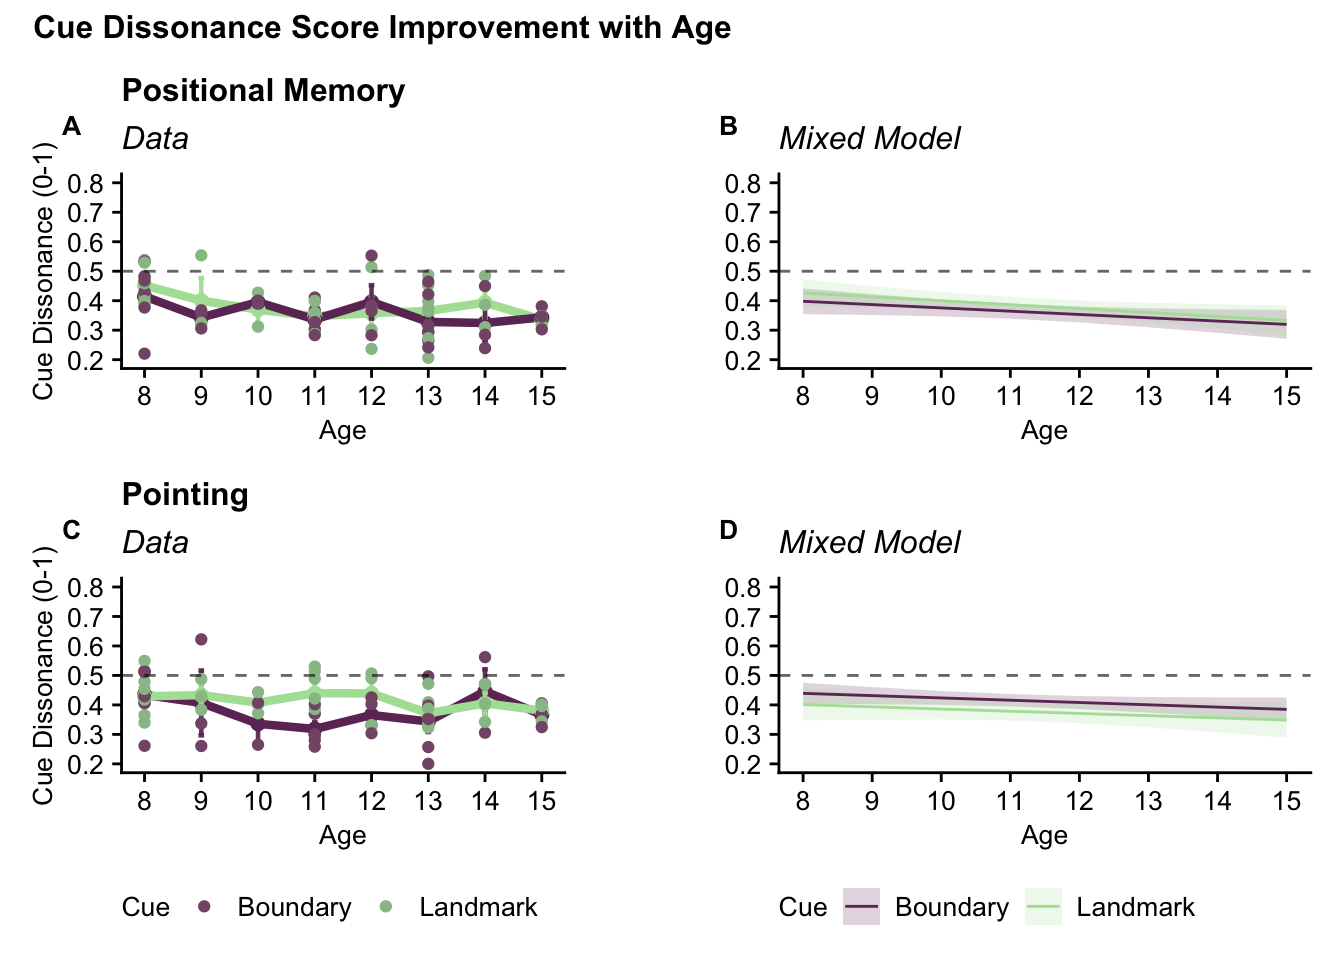 Cue Dissonance Score Improvement with Age
Positional Memory
A
Data
B
Mixed Model
Cue Dissonance (0-1)
0.8
0.7
0.6
0.5
0.4
0.3
0.2
8 9 10 11 12 13 14 15
Age
0.8
0.7
0.6
0.5
0.4
0.3
0.2
8 9 10 11 12 13 14 15
Age
Pointing
C
Data
D
Mixed Model
Cue Dissonance (0-1)
0.8
0.7
0.6
0.5
0.4
0.3
0.2
8 9 10 11 12 13 14 15
Age
0.8
0.7
0.6
0.5
0.4
0.3
0.2
8 9 10 11 12 13 14 15
Age
Cue Boundary Landmark
Cue Boundary Landmark